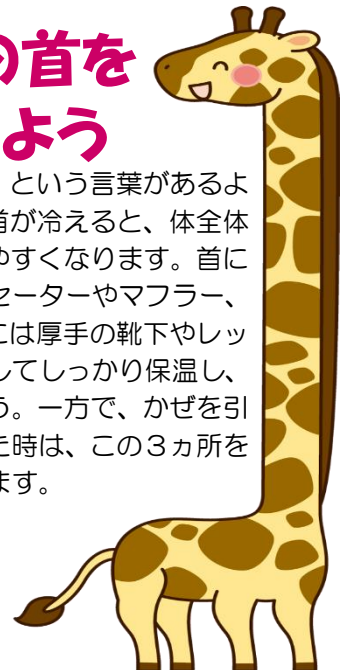 の首を
よう
」という言葉があるよ
首が冷えると、体全体
やすくなります。首に
セーターやマフラー、
には厚手の靴下やレッ
してしっかり保温し、
う。一方で、かぜを引
た時は、この３ヵ所を
ます。